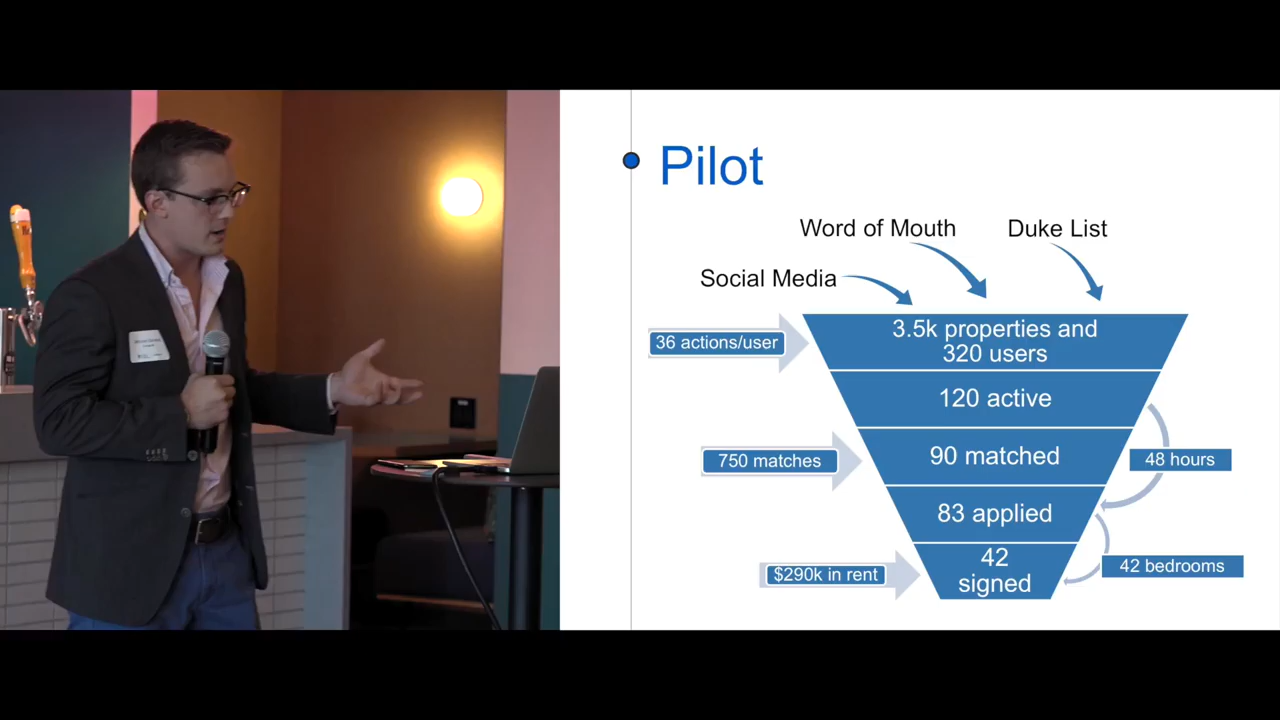 Pilot
Word of Mouth
Duke List
Social Media
36 actions/user
3.5k properties and
320 users
120 active
750 matches
90 matched
48 hours
83 applied
$290k in rent
42
signed
42 bedrooms